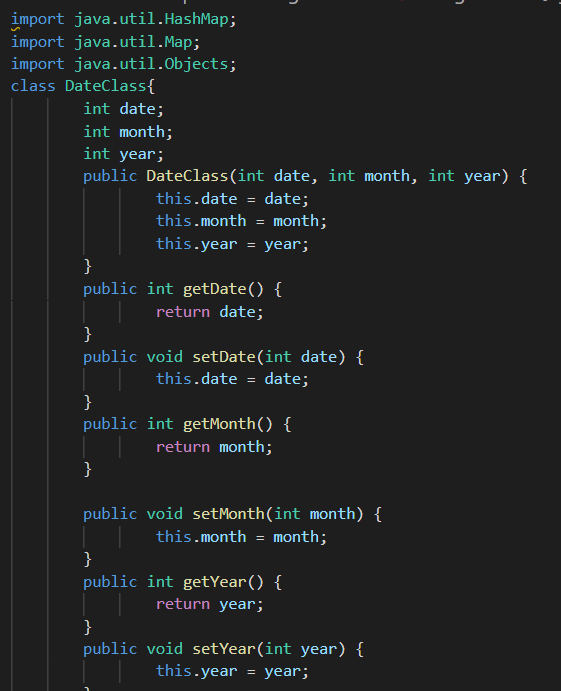 import java.util.HashMap;
import java.util.Map;
import java.util.Objects;
class DateClass{
int date;
int month;
int year;
public DateClass(int date, int month, int year) {
this.date = date;
this.month = month;
this.year = year;
}
public int getDate() {
return date;
}
public void setDate(int date) {
this.date = date;
}
public int getMonth() {
return month;
}
public void setMonth(int month) {
this.month = month;
}
public int getYear() {
return year;
}
public void setYear(int year) {
this.year = year;